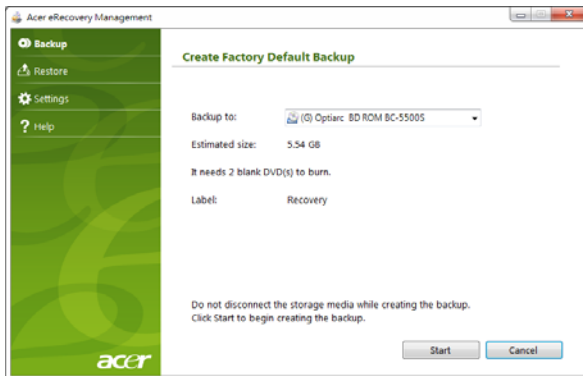 Acer eRecovery Management
Backup
Restore
Settings
Help
Create Factory Default Backup
Backup to: (G) Optiarc BD ROM BC-5500S
Estimated size: 5.54 GB
It needs 2 blank DVD(s) to burn.
Label: Recovery
Do not disconnect the storage media while creating the backup.
Click Start to begin creating the backup.
Start Cancel
acer